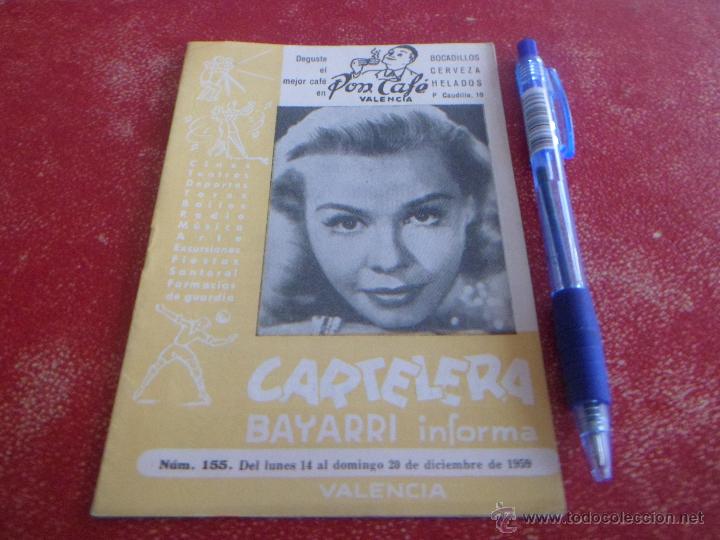 Deguste
el
mejor café
en
Pon Café
VALENCIA
BOCADILLOS
CERVEZA
HELADOS
P Caudillo, 10
Cines
Teatros
Deportes
Toros
Bailes
Radio
Música
Arte
Excursiones
Fiestas
Santoral
Farmacias
de guardia
CARTELERA
BAYARRI informa
Núm. 155. Del lunes 14 al domingo 20 de diciembre de 1959
VALENCIA
© www.todocoleccion.net